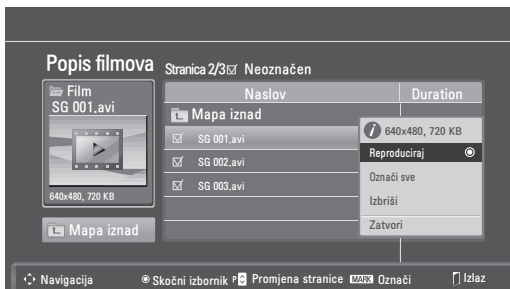 Popis filmova
Stranica 2/3 Neoznačen
Film
SG 001.avi
640x480, 720 KB
Mapa iznad
Naslov Duration
Mapa iznad
SG 001.avi
SG 002.avi
SG 003.avi
640x480, 720 KB
Reproduciraj
Označi sve
Izbriši
Zatvori
Navigacija Skočni izbornik P Promjena stranice MARK Označi Izlaz